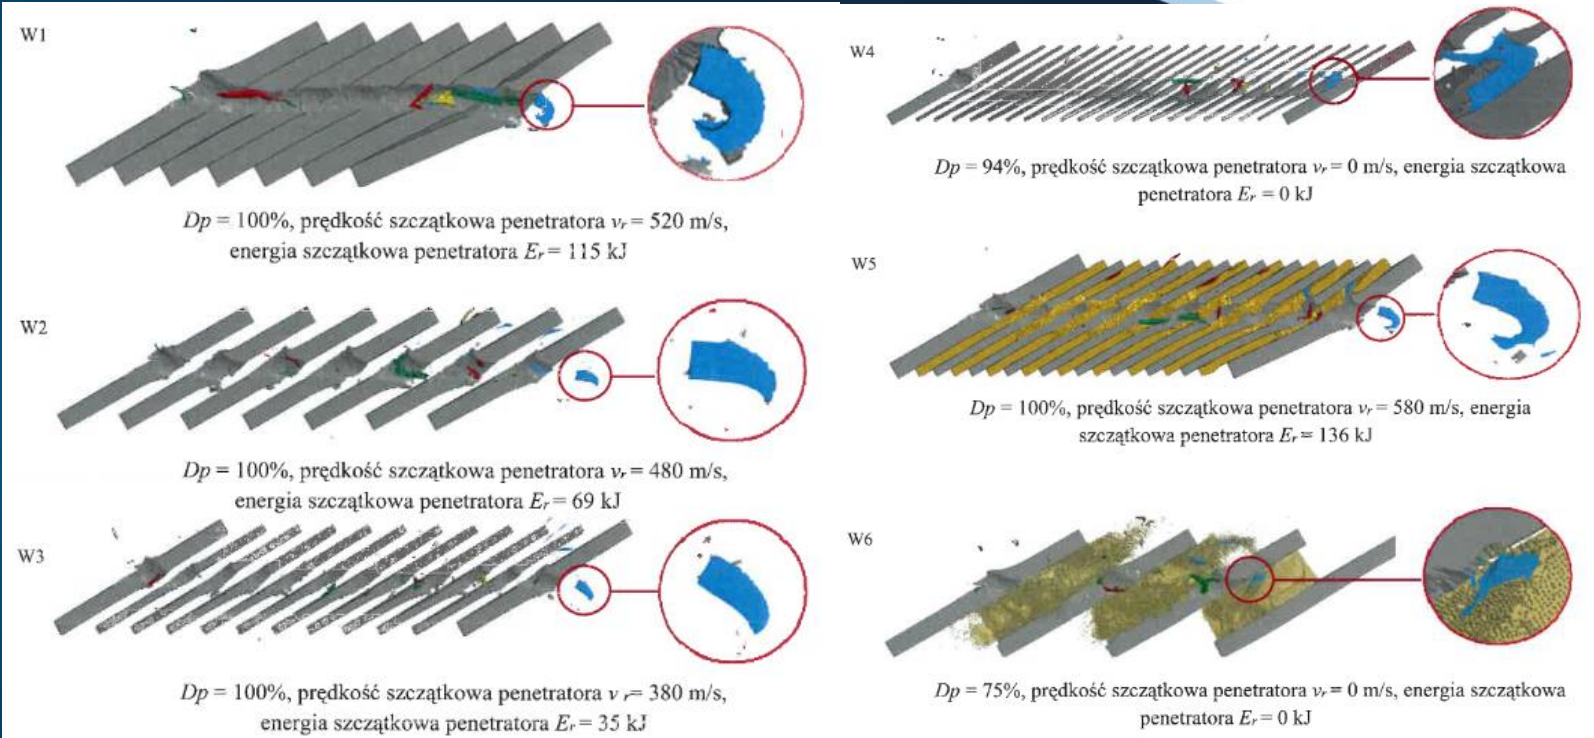 W1
Dp = 100%, prędkość szczątkowa penetratora vr = 520 m/s,
energia szczątkowa penetratora Er = 115 kJ
W2
Dp = 100%, prędkość szczątkowa penetratora vr = 480 m/s,
energia szczątkowa penetratora Er = 69 kJ
W3
Dp = 100%, prędkość szczątkowa penetratora v r = 380 m/s,
energia szczątkowa penetratora Er = 35 kJ
W4
Dp = 94%, prędkość szczątkowa penetratora vr = 0 m/s, energia szczątkowa
penetratora Er = 0 kJ
W5
Dp = 100%, prędkość szczątkowa penetratora vr = 580 m/s, energia
szczątkowa penetratora Er = 136 kJ
W6
Dp = 75%, prędkość szczątkowa penetratora vr = 0 m/s, energia szczątkowa
penetratora Er = 0 kJ